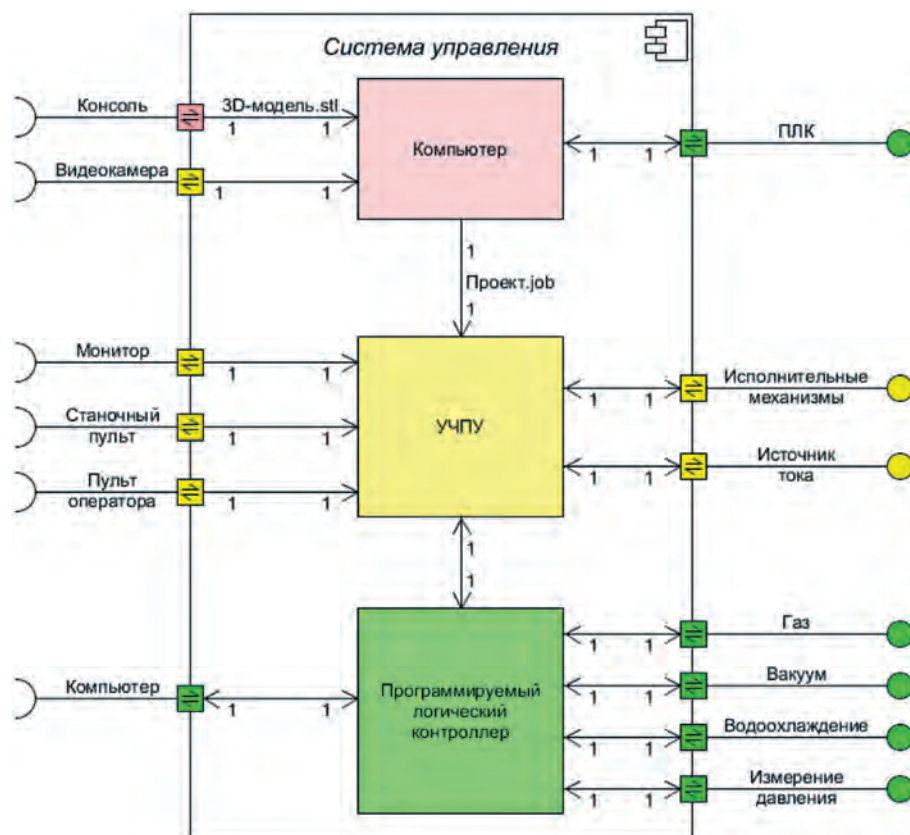 Система управления
Консоль
3D-модель.stl
1 1
Компьютер
1 1
ПЛК
Видеокамера
1 1
1
Проект.job
1
Монитор
1 1
Станочный
пульт
1 1
Пульт
оператора
1 1
УЧПУ
1 1
Исполнительные
механизмы
1 1
Источник
тока
1
1
Компьютер
1 1
Программируемый
логический
контроллер
1 1
Газ
1 1
Вакуум
1 1
Водоохлаждение
1 1
Измерение
давления